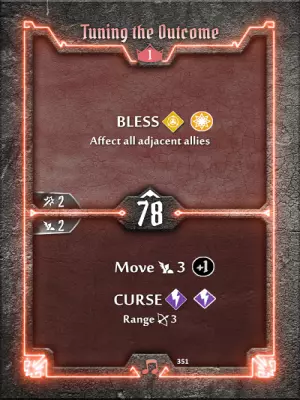 Tuning the Outcome
1
BLESS
Affect all adjacent allies
2
78
2
Move 3 +1
CURSE
Range 3
351